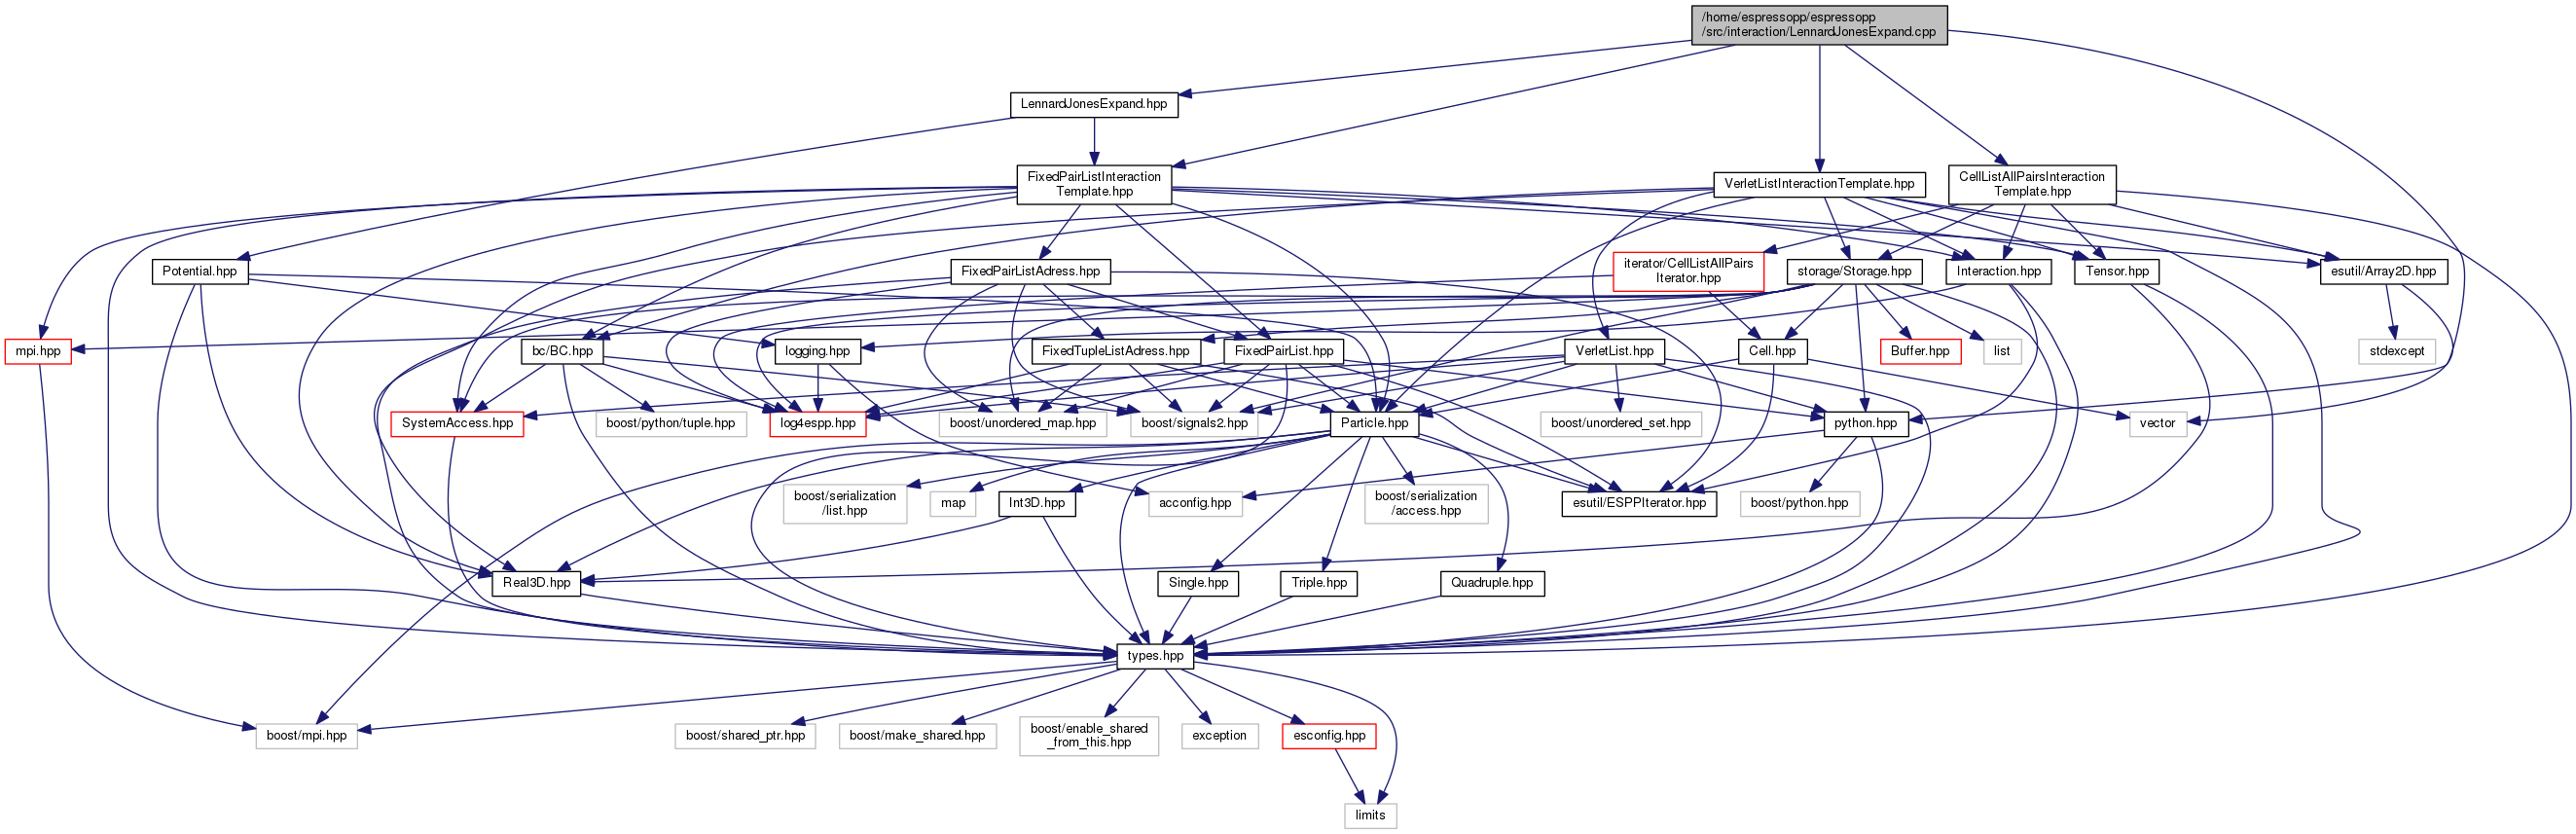 /home/espressopp/espressopp
/src/interaction/LennardJonesExpand.cpp
LennardJonesExpand.hpp
FixedPairListInteraction
Template.hpp
VerletListInteractionTemplate.hpp
CellListAllPairsInteraction
Template.hpp
Potential.hpp
FixedPairListAdress.hpp
iterator/CellListAllPairs
Iterator.hpp
storage/Storage.hpp
Interaction.hpp
Tensor.hpp
esutil/Array2D.hpp
mpi.hpp
bc/BC.hpp
logging.hpp
FixedTupleListAdress.hpp
FixedPairList.hpp
VerletList.hpp
Cell.hpp
Buffer.hpp
list
stdexcept
SystemAccess.hpp
boost/python/tuple.hpp
log4espp.hpp
boost/unordered_map.hpp
boost/signals2.hpp
Particle.hpp
boost/unordered_set.hpp
python.hpp
vector
boost/serialization
/list.hpp
map
Int3D.hpp
acconfig.hpp
boost/serialization
/access.hpp
esutil/ESPPIterator.hpp
boost/python.hpp
Real3D.hpp
Single.hpp
Triple.hpp
Quadruple.hpp
types.hpp
boost/mpi.hpp
boost/shared_ptr.hpp
boost/make_shared.hpp
boost/enable_shared
_from_this.hpp
exception
esconfig.hpp
limits